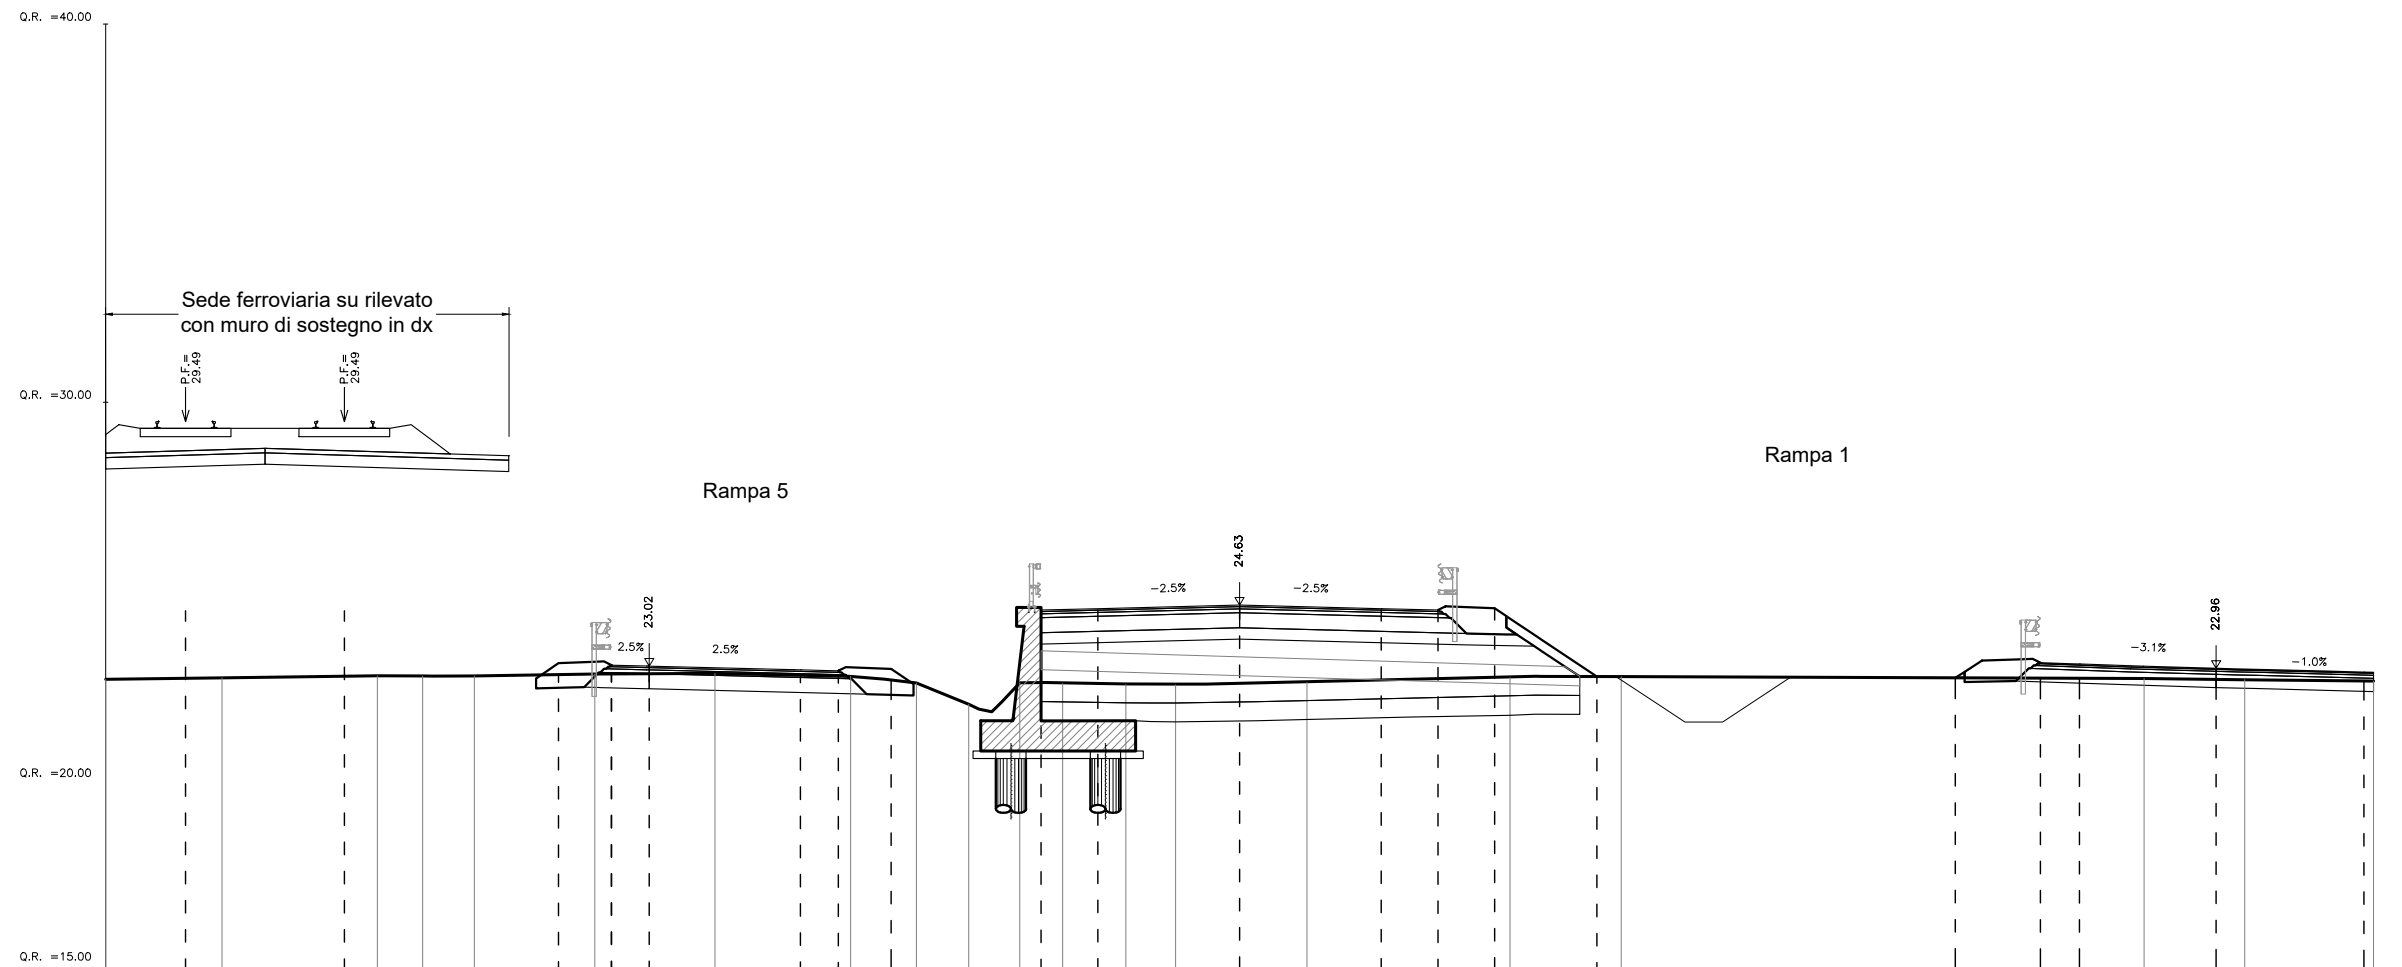 Q.R. =40.00
Sede ferroviaria su rilevato
con muro di sostegno in dx
P.F.=
29.49
P.F.=
29.49
Q.R. =30.00
Rampa 1
Rampa 5
24.63
-2.5%
-2.5%
23.02
22.96
2.5%
2.5%
-3.1%
-1.0%
Q.R. =20.00
Q.R. =15.00